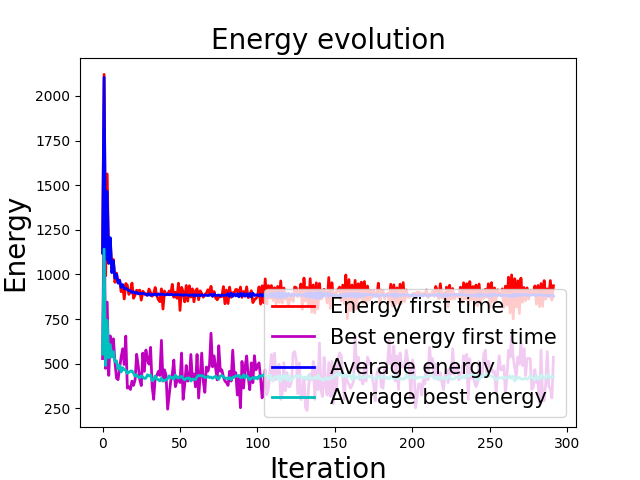 Energy evolution
Energy
2000
1750
1500
1250
1000
750
500
250
0
50
100
150
200
250
300
Iteration
Energy first time
Best energy first time
Average energy
Average best energy